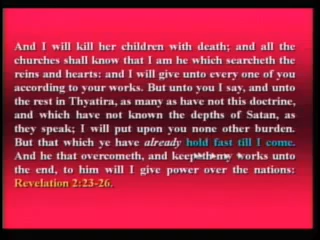 And I will kill her children with death; and all the
churches shall know that I am he which searcheth the
reins and hearts: and I will give unto every one of you
according to your works. But unto you I say, and unto
the rest in Thyatira, as many as have not this doctrine,
and which have not known the depths of Satan, as
they speak; I will put upon you none other burden.
But that which ye have already hold fast till I come.
And he that overcometh, and keepeth my works unto
the end, to him will I give power over the nations:
Revelation 2:23-26.